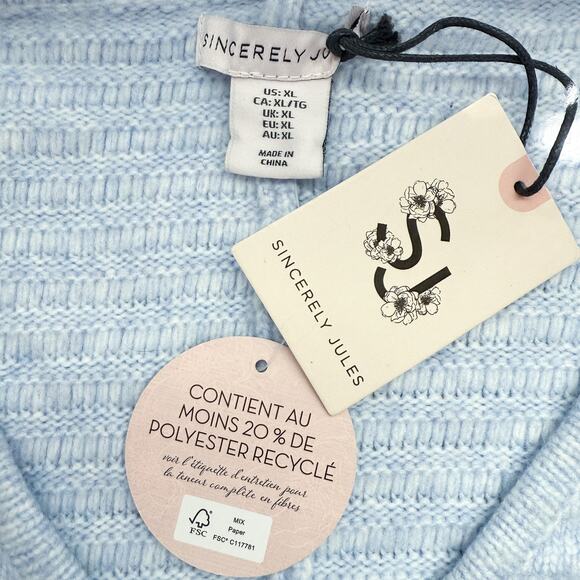 SINCERELY JU
US: XL
CA: XL/TG
UK: XL
EU: XL
AU: XL
MADE IN
CHINA
SJ
SINCERELY JULES
CONTIENT AU
MOINS 20 % DE
POLYESTER RECYCLÉ
voir l'étiquette d'entretien pour
la teneur complète en fibres
FSC
MIX
Paper
FSC® C117781